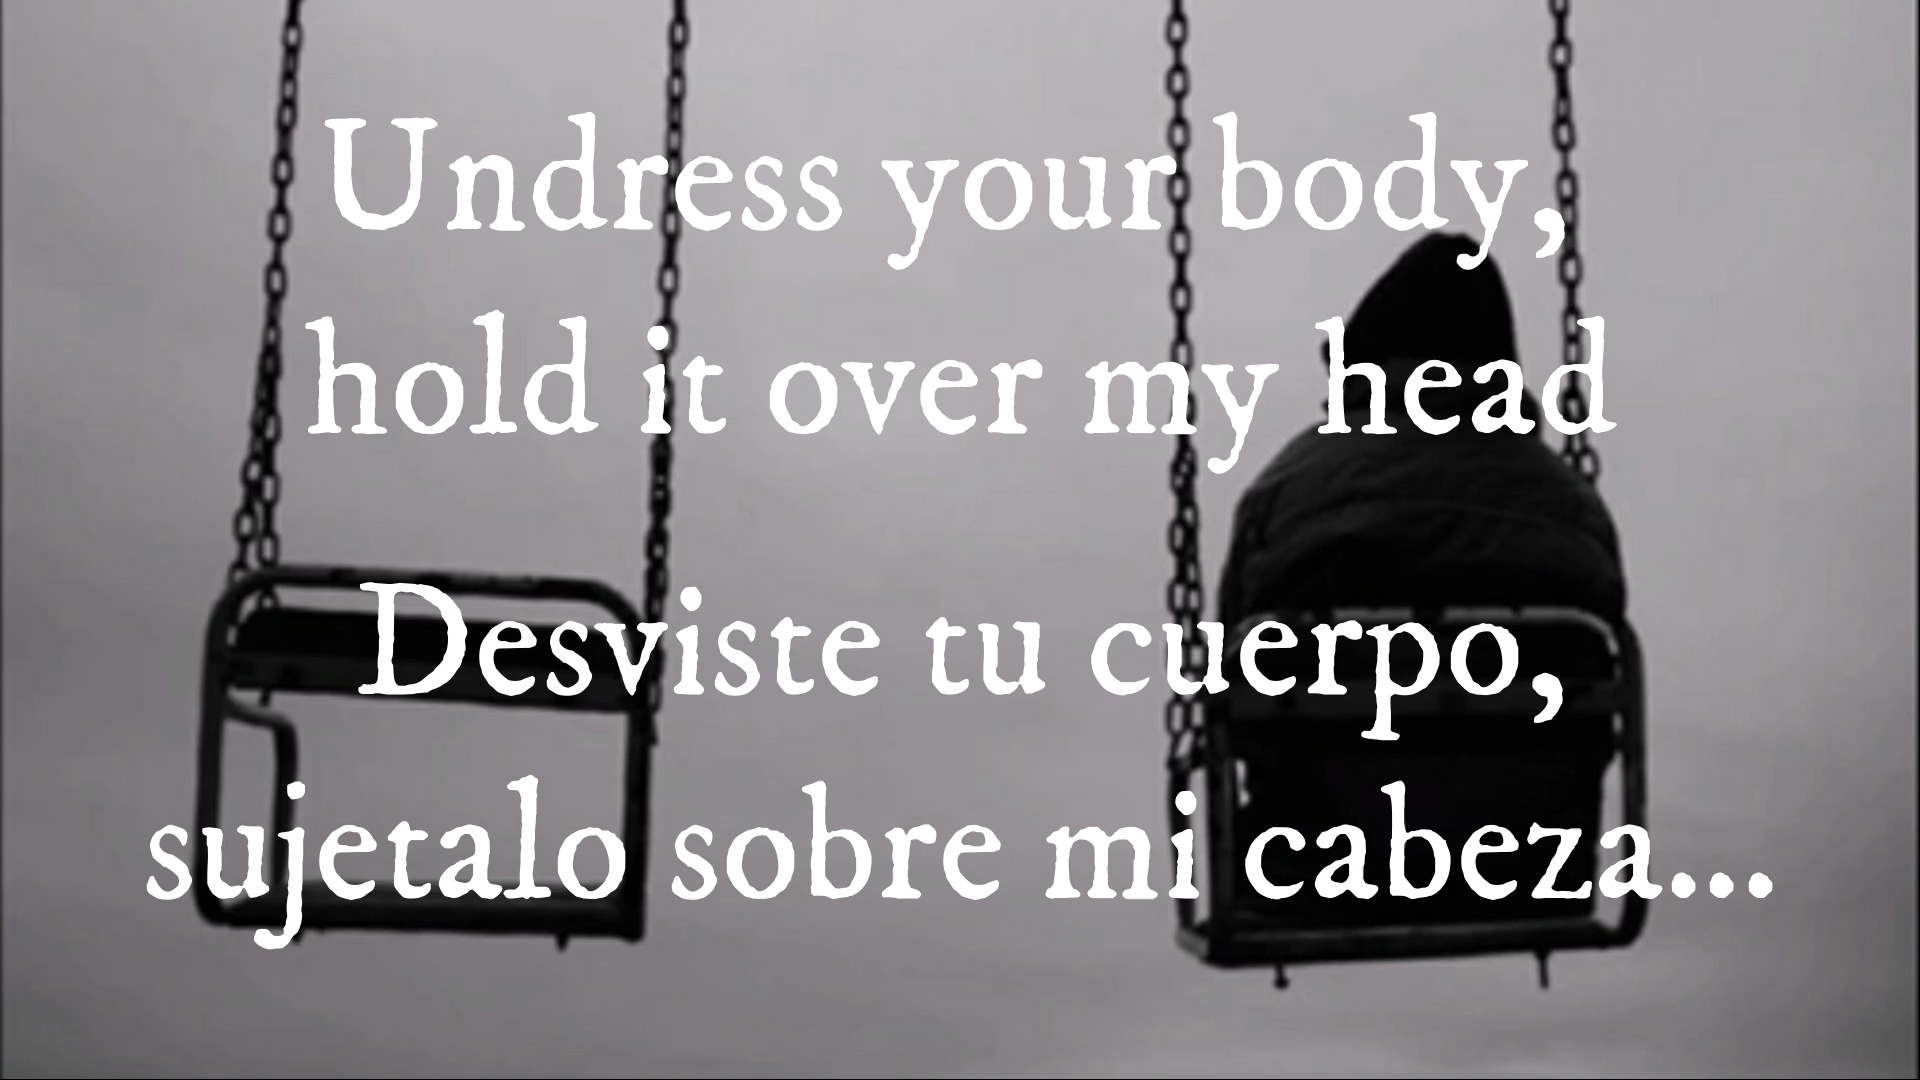 Undress your body,
hold it over my head
Desviste tu cuerpo,
sujetalo sobre mi cabeza...